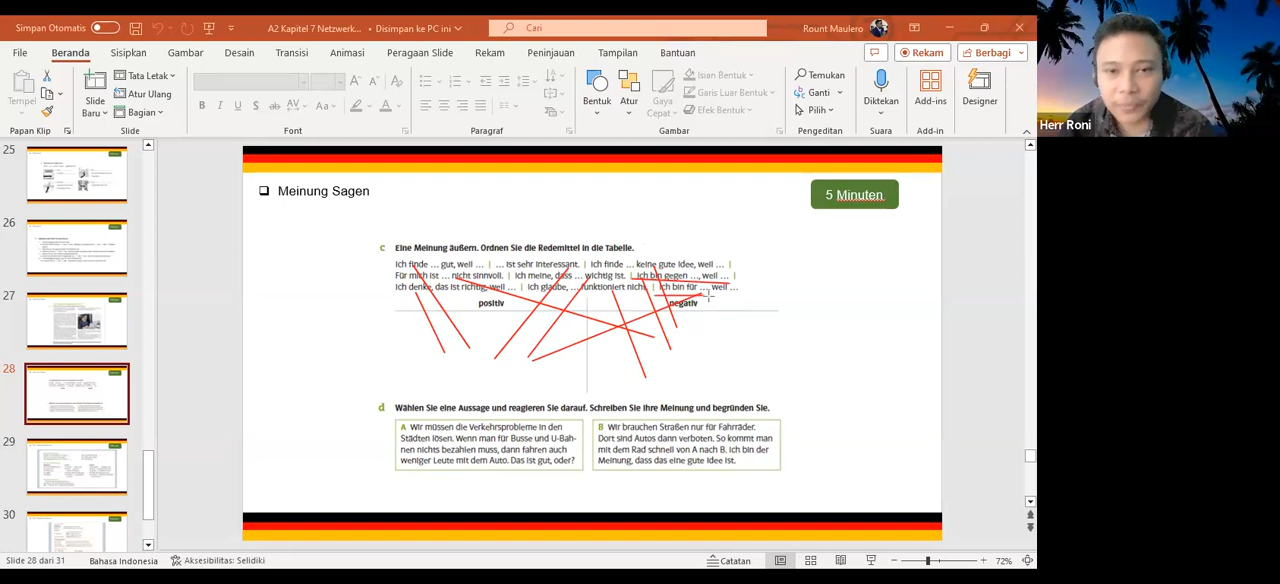 Simpan Otomatis
A2 Kapitel 7 Netzwerk... • Disimpan ke PC ini
Cari
Rount Maulero
File Beranda Sisipkan Gambar Desain Transisi Animasi Peragaan Slide Rekam Peninjauan Tampilan Bantuan
Rekam Berbagi
Tempel
Slide Baru
Tata Letak
Atur Ulang
Bagian
B I U S ab AV Aa A
Bentuk Atur Gaya Cepat
Isian Bentuk
Garis Luar Bentuk
Efek Bentuk
Temukan
Ganti
Pilih
Diktekan
Add-ins
Designer
Papan Klip Slide Font Paragraf Gambar Pengeditan Suara Add-in
Herr Roni
25
26
27
28
29
30
Meinung Sagen
5 Minuten
c Eine Meinung äußern. Ordnen Sie die Redemittel in die Tabelle.
Ich finde ... gut, weil ... | ... ist sehr interessant. | Ich finde ... keine gute Idee, weil ... |
Für mich ist ... nicht sinnvoll. | Ich meine, dass ... wichtig ist. | Ich bin gegen ..., weil ... |
Ich denke, das ist richtig, weil ... | Ich glaube, ... funktioniert nicht. | Ich bin für ..., weil ...
positiv negativ
d Wählen Sie eine Aussage und reagieren Sie darauf. Schreiben Sie Ihre Meinung und begründen Sie.
A Wir müssen die Verkehrsprobleme in den
Städten lösen. Wenn man für Busse und U-Bah-
nen nichts bezahlen muss, dann fahren auch
weniger Leute mit dem Auto. Das ist gut, oder?
B Wir brauchen Straßen nur für Fahrräder.
Dort sind Autos dann verboten. So kommt man
mit dem Rad schnell von A nach B. Ich bin der
Meinung, dass das eine gute Idee ist.
Slide 28 dari 31 Bahasa Indonesia Aksesibilitas: Selidiki
Catatan
72%